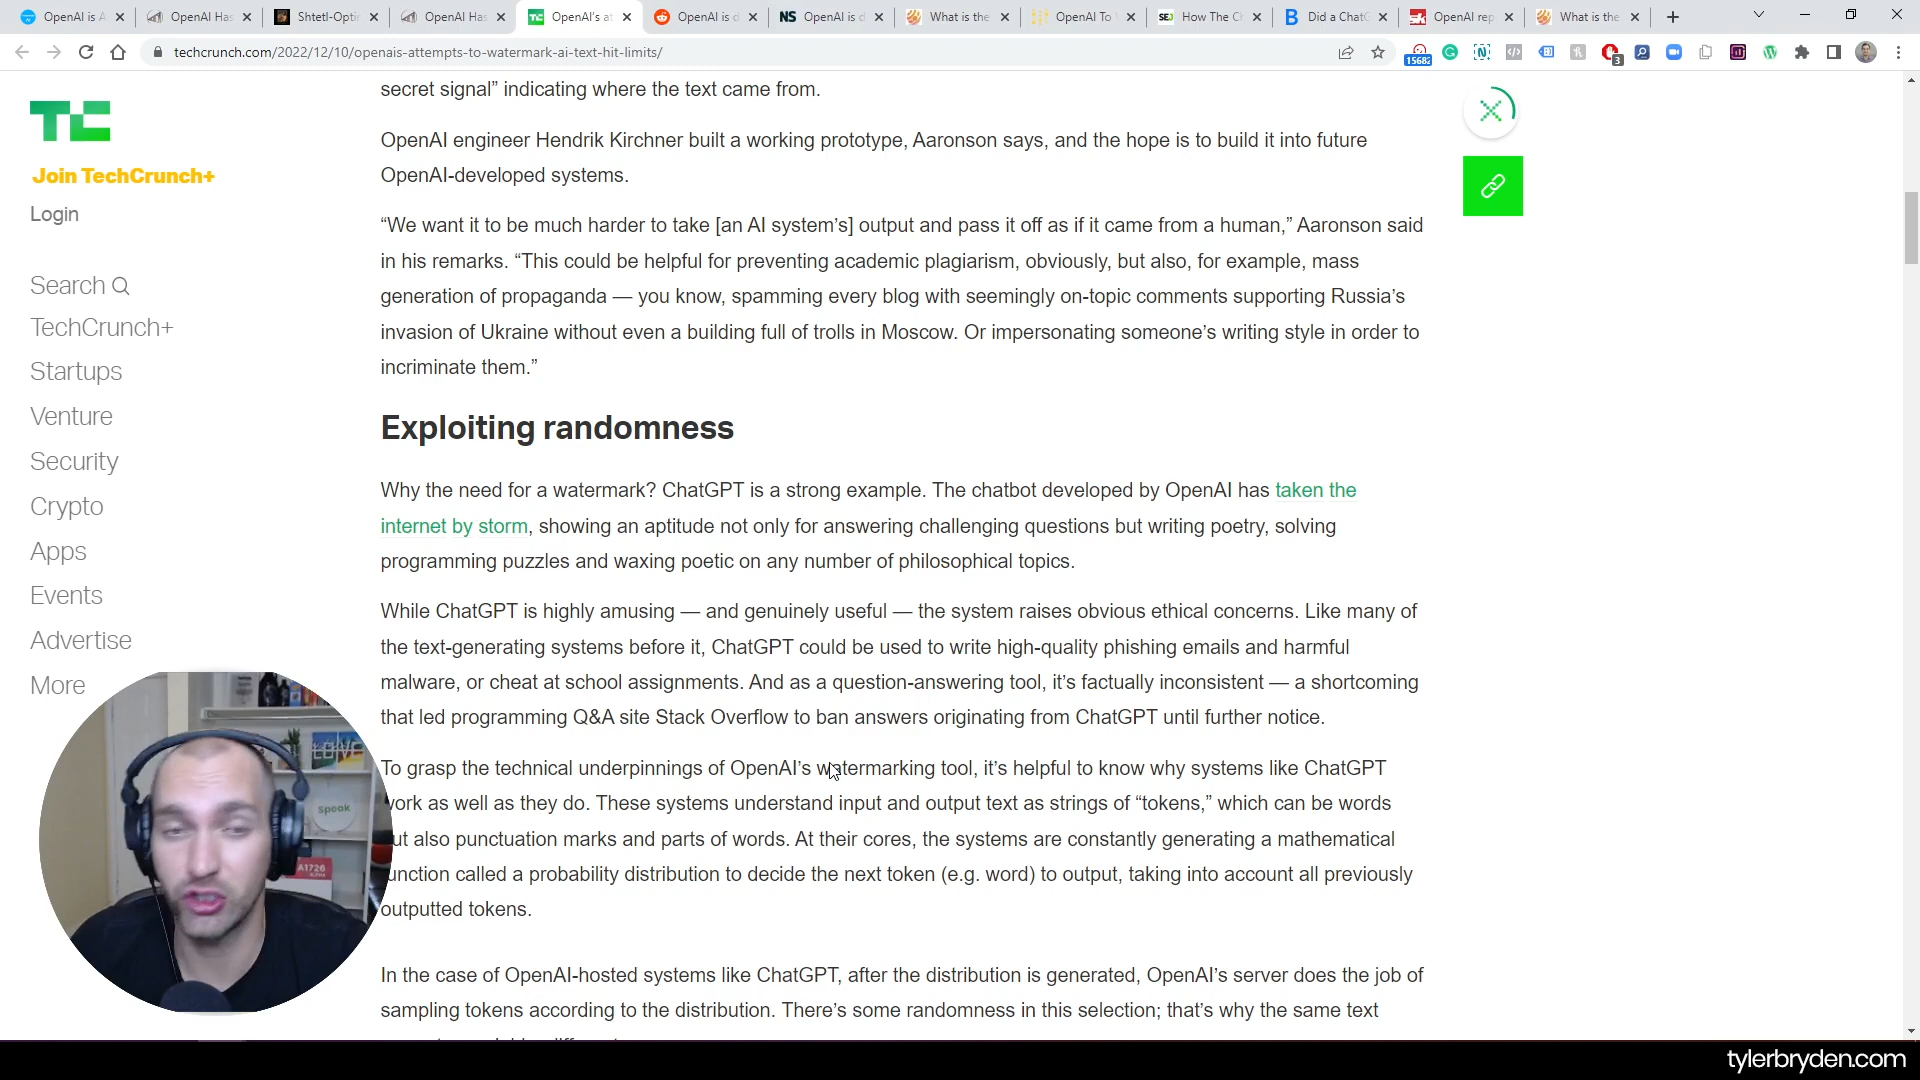 OpenAI is A
OpenAI Has
Shtetl-Opti
OpenAI Has
OpenAI's at
OpenAI is d
NS OpenAI is d
What is the
OpenAI To
SEJ How The Ch
B Did a ChatG
OpenAI rep
What is the
techcrunch.com/2022/12/10/openais-attempts-to-watermark-ai-text-hit-limits/
15682
3
TC
Join TechCrunch+
Login
Search
TechCrunch+
Startups
Venture
Security
Crypto
Apps
Events
Advertise
More
secret signal” indicating where the text came from.
OpenAI engineer Hendrik Kirchner built a working prototype, Aaronson says, and the hope is to build it into future
OpenAI-developed systems.
“We want it to be much harder to take [an AI system’s] output and pass it off as if it came from a human,” Aaronson said
in his remarks. “This could be helpful for preventing academic plagiarism, obviously, but also, for example, mass
generation of propaganda — you know, spamming every blog with seemingly on-topic comments supporting Russia’s
invasion of Ukraine without even a building full of trolls in Moscow. Or impersonating someone’s writing style in order to
incriminate them.”
Exploiting randomness
Why the need for a watermark? ChatGPT is a strong example. The chatbot developed by OpenAI has taken the
internet by storm, showing an aptitude not only for answering challenging questions but writing poetry, solving
programming puzzles and waxing poetic on any number of philosophical topics.
While ChatGPT is highly amusing — and genuinely useful — the system raises obvious ethical concerns. Like many of
the text-generating systems before it, ChatGPT could be used to write high-quality phishing emails and harmful
malware, or cheat at school assignments. And as a question-answering tool, it’s factually inconsistent — a shortcoming
that led programming Q&A site Stack Overflow to ban answers originating from ChatGPT until further notice.
To grasp the technical underpinnings of OpenAI’s watermarking tool, it’s helpful to know why systems like ChatGPT
work as well as they do. These systems understand input and output text as strings of “tokens,” which can be words
but also punctuation marks and parts of words. At their cores, the systems are constantly generating a mathematical
function called a probability distribution to decide the next token (e.g. word) to output, taking into account all previously
outputted tokens.
In the case of OpenAI-hosted systems like ChatGPT, after the distribution is generated, OpenAI’s server does the job of
sampling tokens according to the distribution. There’s some randomness in this selection; that’s why the same text
LOVE
Speak
A1726
tylerbryden.com